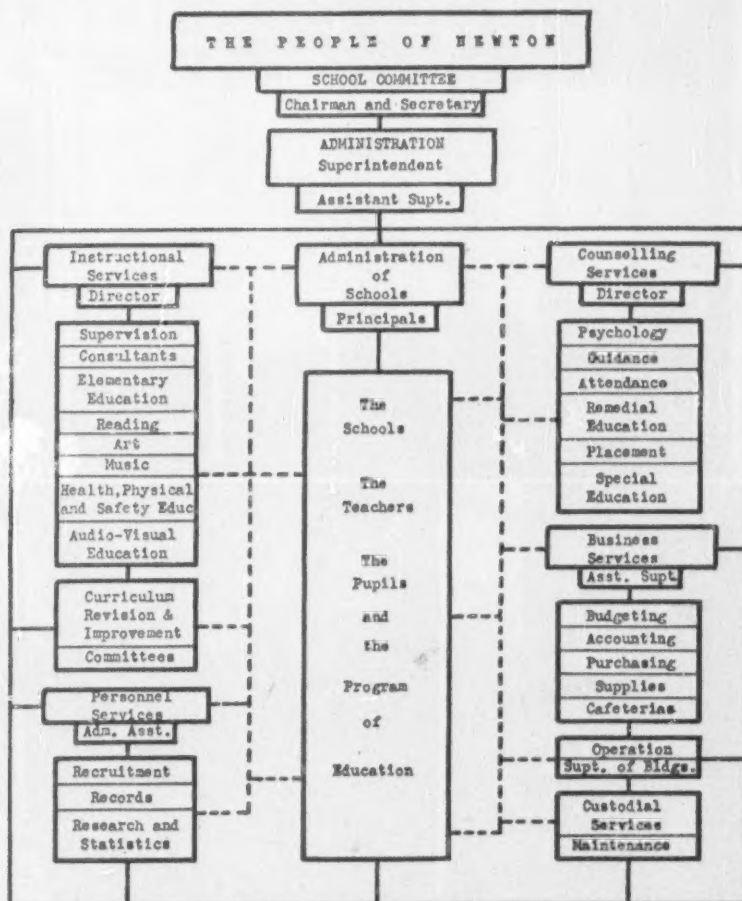 THE PEOPLE OF NEWTON
SCHOOL COMMITTEE
Chairman and Secretary
ADMINISTRATION
Superintendent
Assistant Supt.
Instructional
Services
Director
Supervision
Consultants
Elementary
Education
Reading
Art
Music
Health, Physical
and Safety Educ
Audio-Visual
Education
Curriculum
Revision &
Improvement
Committees
Personnel
Services
Adm. Asst.
Recruitment
Records
Research and
Statistics
Administration
of
Schools
Principals
The
Schools
The
Teachers
The
Pupils
and
the
Program
of
Education
Counselling
Services
Director
Psychology
Guidance
Attendance
Remedial
Education
Placement
Special
Education
Business
Services
Asst. Supt
Budgeting
Accounting
Purchasing
Supplies
Cafeterias
Operation
Supt. of Bldgs.
Custodial
Services
Maintenance